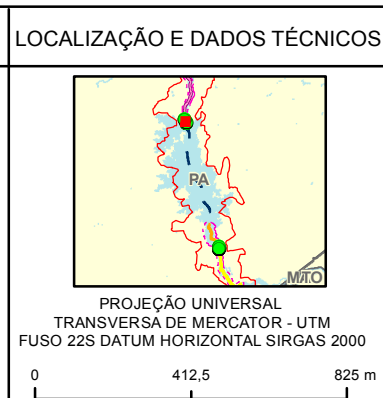 LOCALIZAÇÃO E DADOS TÉCNICOS
PA
MTO
PROJEÇÃO UNIVERSAL
TRANSVERSA DE MERCATOR - UTM
FUSO 22S DATUM HORIZONTAL SIRGAS 2000
0 412,5 825 m